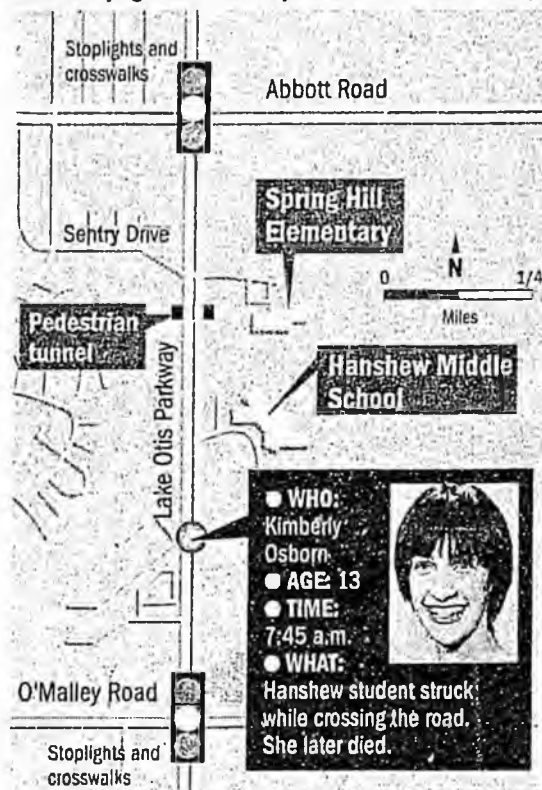 Stoplights and
crosswalks
Abbott Road
Spring Hill
Elementary
Sentry Drive
N
0 1/4
Miles
Pedestrian
tunnel
Hanshew Middle
School
Lake Otis Parkway
WHO:
Kimberly
Osborn
AGE: 13
TIME:
7:45 a.m.
WHAT:
Hanshew student struck
while crossing the road.
She later died.
O'Malley Road
Stoplights and
crosswalks